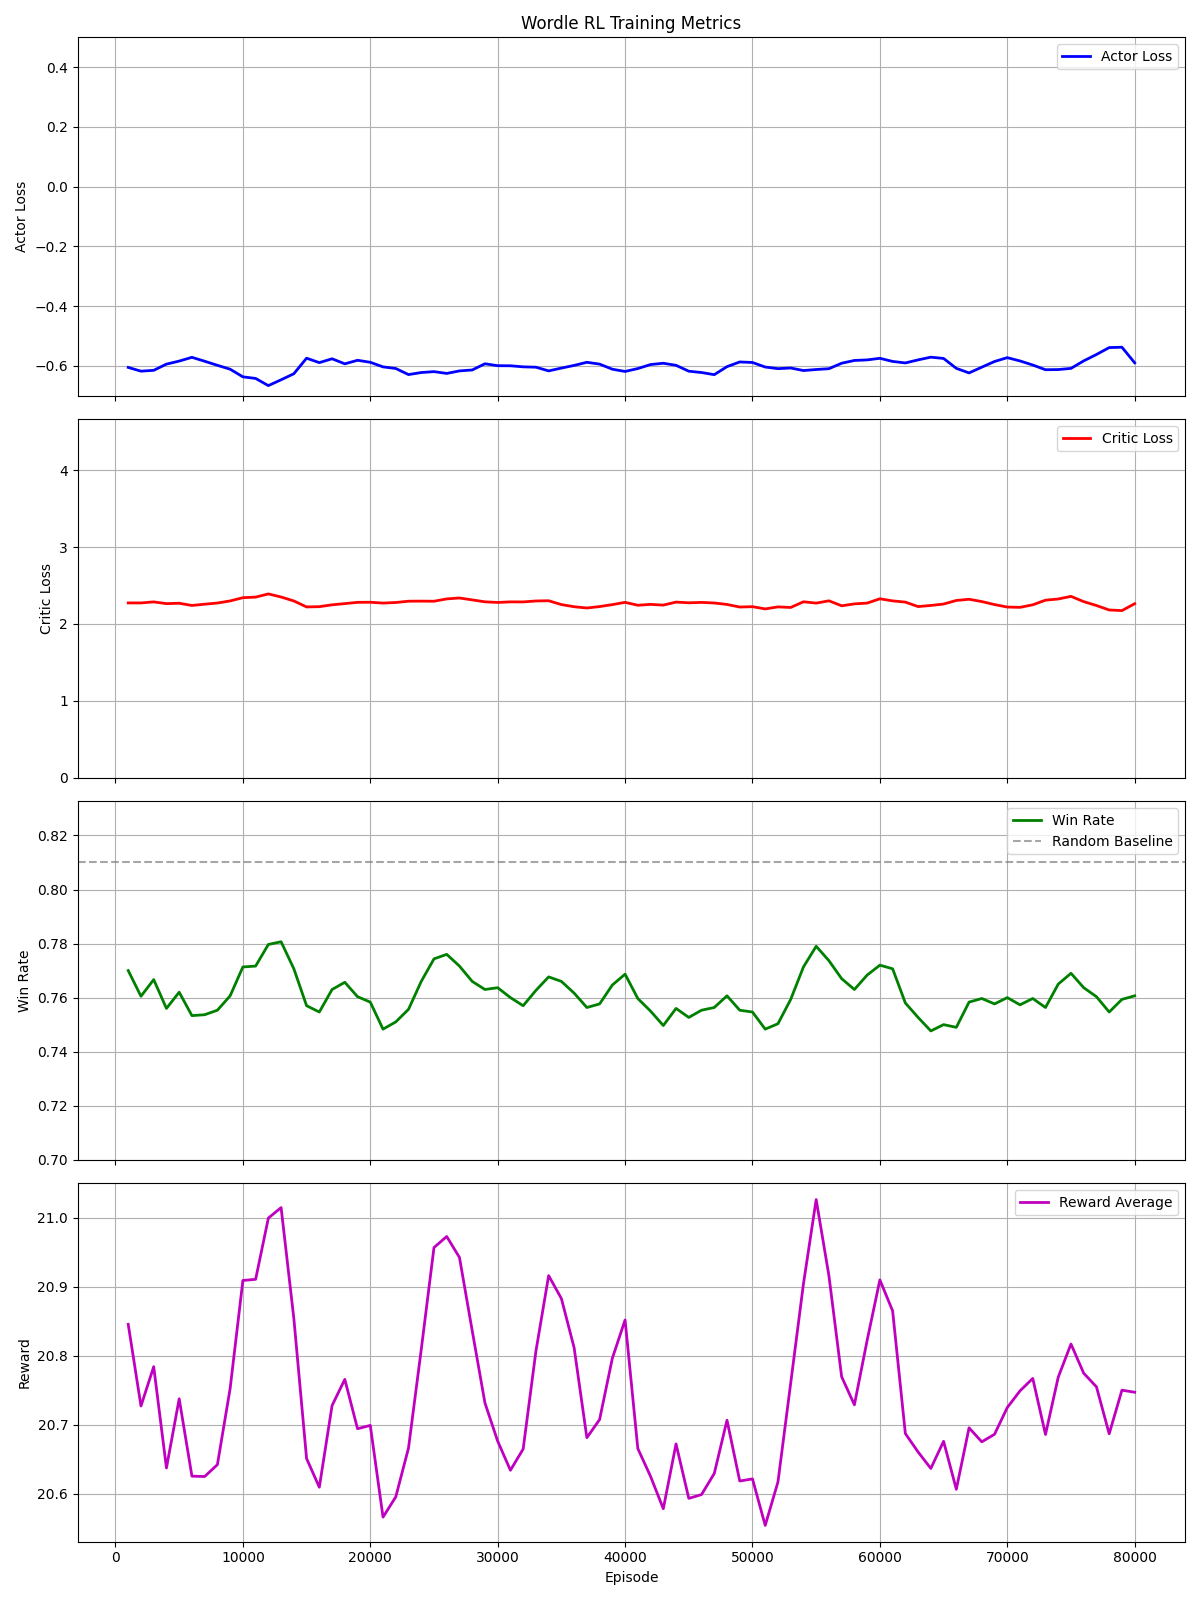 Wordle RL Training Metrics
Actor Loss
0.4
0.2
0.0
−0.2
−0.4
−0.6
Actor Loss
Critic Loss
4
3
2
1
0
Critic Loss
Win Rate
Random Baseline
0.82
0.80
0.78
0.76
0.74
0.72
0.70
Win Rate
Reward Average
21.0
20.9
20.8
20.7
20.6
Reward
0 10000 20000 30000 40000 50000 60000 70000 80000
Episode